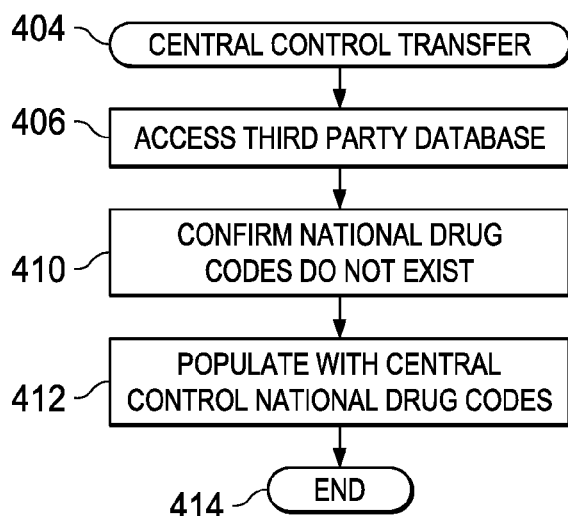 404
CENTRAL CONTROL TRANSFER
406
ACCESS THIRD PARTY DATABASE
410
CONFIRM NATIONAL DRUG
CODES DO NOT EXIST
412
POPULATE WITH CENTRAL
CONTROL NATIONAL DRUG CODES
414
END